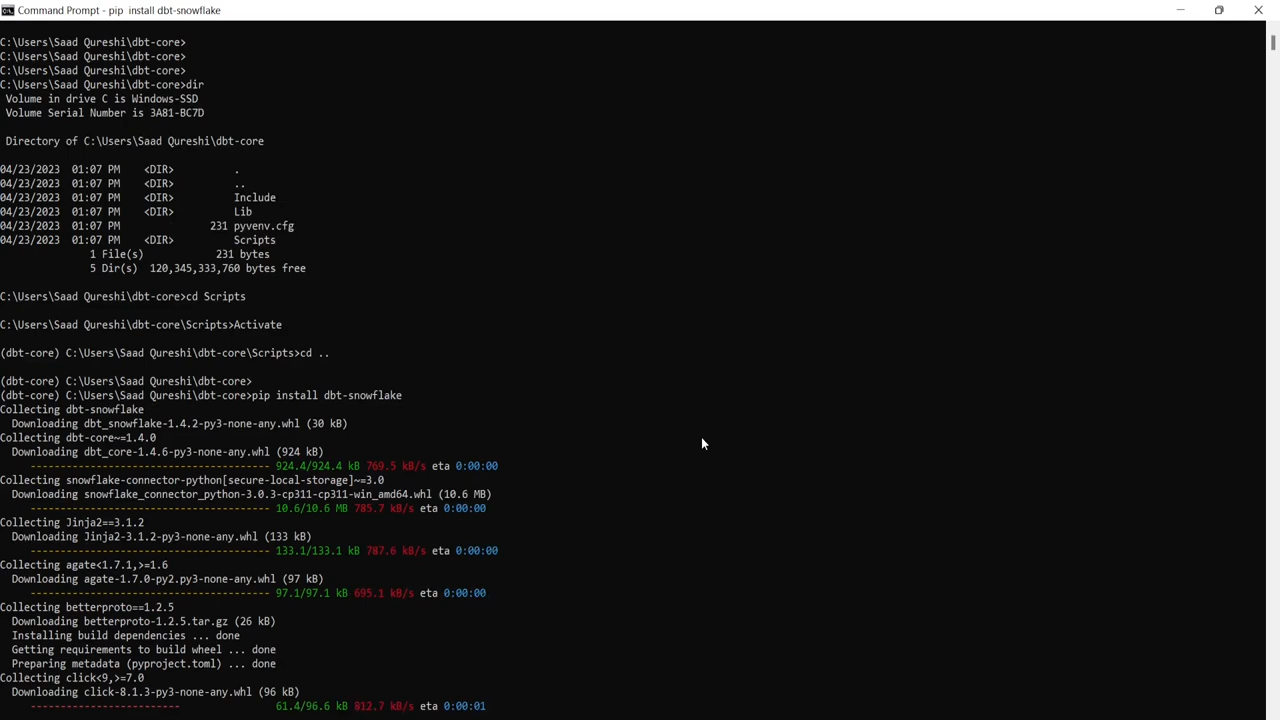 Command Prompt - pip  install dbt-snowflake
C:\Users\Saad Qureshi\dbt-core>
C:\Users\Saad Qureshi\dbt-core>
C:\Users\Saad Qureshi\dbt-core>
C:\Users\Saad Qureshi\dbt-core>dir
 Volume in drive C is Windows-SSD
 Volume Serial Number is 3A81-BC7D
 Directory of C:\Users\Saad Qureshi\dbt-core
04/23/2023  01:07 PM    <DIR>          .
04/23/2023  01:07 PM    <DIR>          ..
04/23/2023  01:07 PM    <DIR>          Include
04/23/2023  01:07 PM    <DIR>          Lib
04/23/2023  01:07 PM               231 pyvenv.cfg
04/23/2023  01:07 PM    <DIR>          Scripts
               1 File(s)            231 bytes
               5 Dir(s)  120,345,333,760 bytes free
C:\Users\Saad Qureshi\dbt-core>cd Scripts
C:\Users\Saad Qureshi\dbt-core\Scripts>Activate
(dbt-core) C:\Users\Saad Qureshi\dbt-core\Scripts>cd ..
(dbt-core) C:\Users\Saad Qureshi\dbt-core>
(dbt-core) C:\Users\Saad Qureshi\dbt-core>pip install dbt-snowflake
Collecting dbt-snowflake
  Downloading dbt_snowflake-1.4.2-py3-none-any.whl (30 kB)
Collecting dbt-core~=1.4.0
  Downloading dbt_core-1.4.6-py3-none-any.whl (924 kB)
     ---------------------------------------- 924.4/924.4 kB 769.5 kB/s eta 0:00:00
Collecting snowflake-connector-python[secure-local-storage]~=3.0
  Downloading snowflake_connector_python-3.0.3-cp311-cp311-win_amd64.whl (10.6 MB)
     ---------------------------------------- 10.6/10.6 MB 785.7 kB/s eta 0:00:00
Collecting Jinja2==3.1.2
  Downloading Jinja2-3.1.2-py3-none-any.whl (133 kB)
     ---------------------------------------- 133.1/133.1 kB 787.6 kB/s eta 0:00:00
Collecting agate<1.7.1,>=1.6
  Downloading agate-1.7.0-py2.py3-none-any.whl (97 kB)
     ---------------------------------------- 97.1/97.1 kB 695.1 kB/s eta 0:00:00
Collecting betterproto==1.2.5
  Downloading betterproto-1.2.5.tar.gz (26 kB)
  Installing build dependencies ... done
  Getting requirements to build wheel ... done
  Preparing metadata (pyproject.toml) ... done
Collecting click<9,>=7.0
  Downloading click-8.1.3-py3-none-any.whl (96 kB)
     -------------------------                61.4/96.6 kB 812.7 kB/s eta 0:00:01